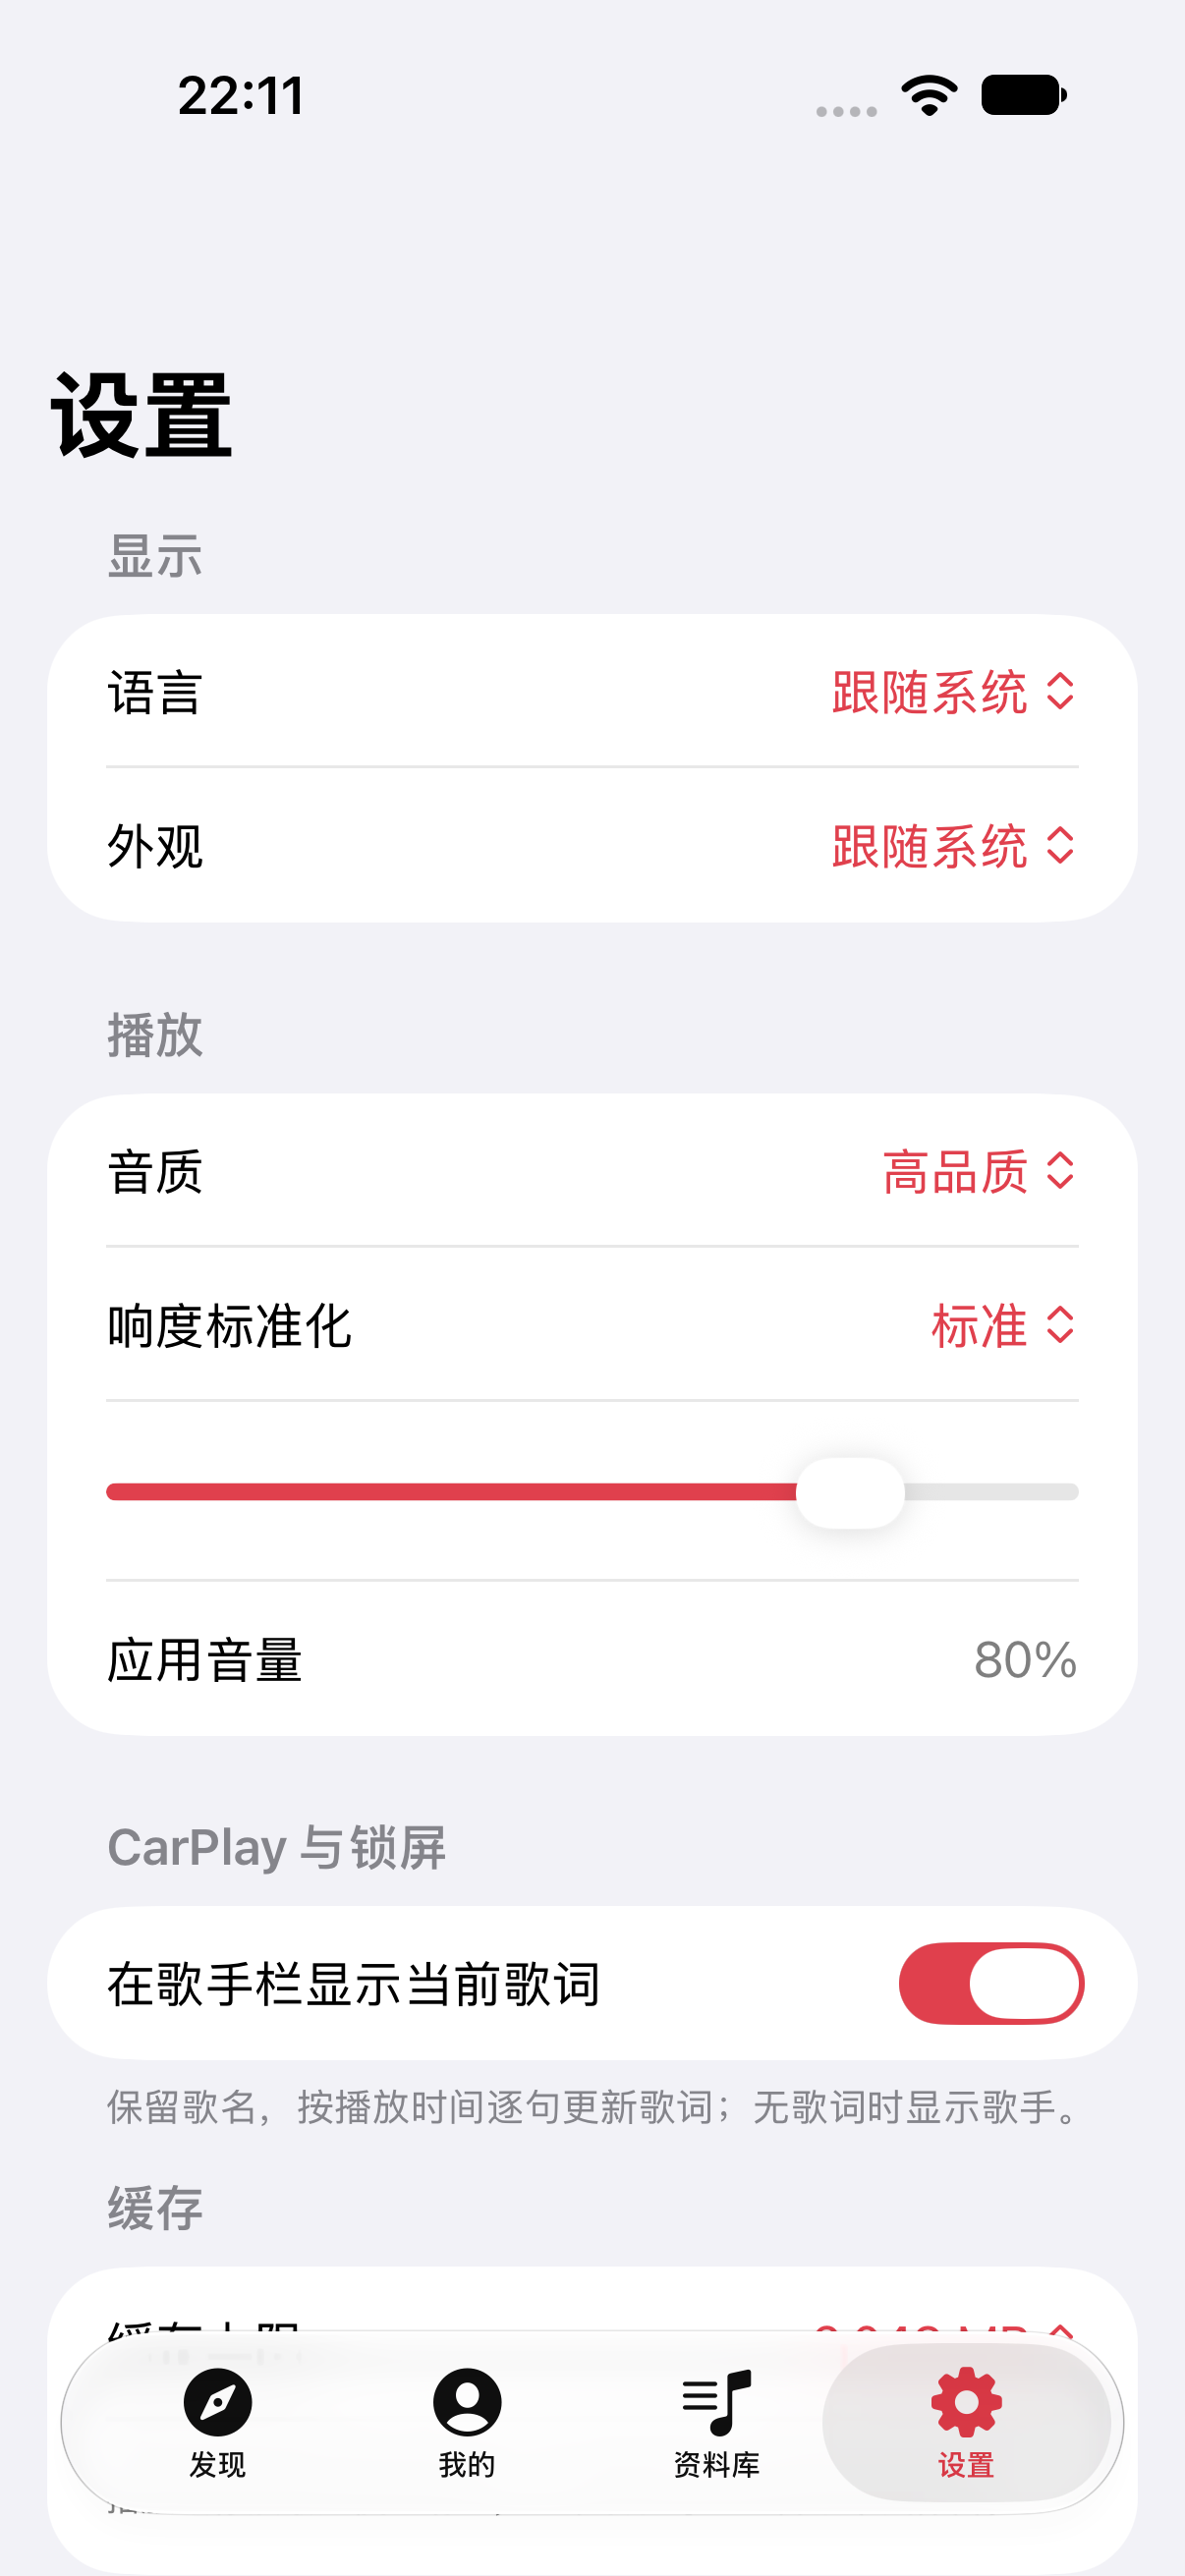 22:11
设置
显示
语言 跟随系统
外观 跟随系统
播放
音质 高品质
响度标准化 标准
应用音量 80%
CarPlay 与锁屏
在歌手栏显示当前歌词
保留歌名，按播放时间逐句更新歌词；无歌词时显示歌手。
缓存
发现 我的 资料库 设置